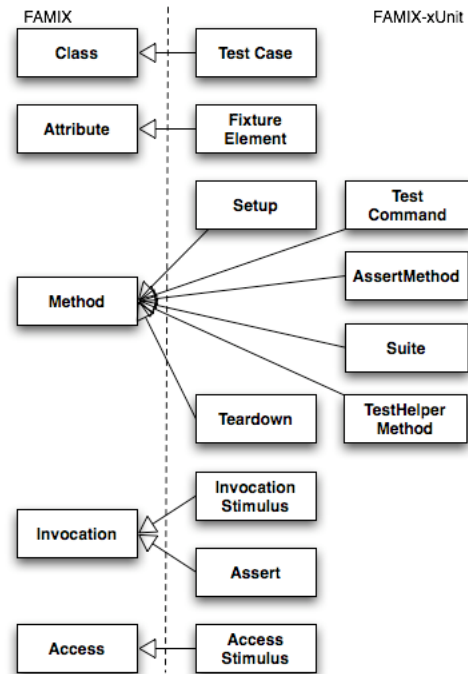 FAMIX
FAMIX-xUnit
Class
Test Case
Attribute
Fixture
Element
Setup
Test
Command
Method
AssertMethod
Suite
Teardown
TestHelper
Method
Invocation
Stimulus
Invocation
Assert
Access
Access
Stimulus